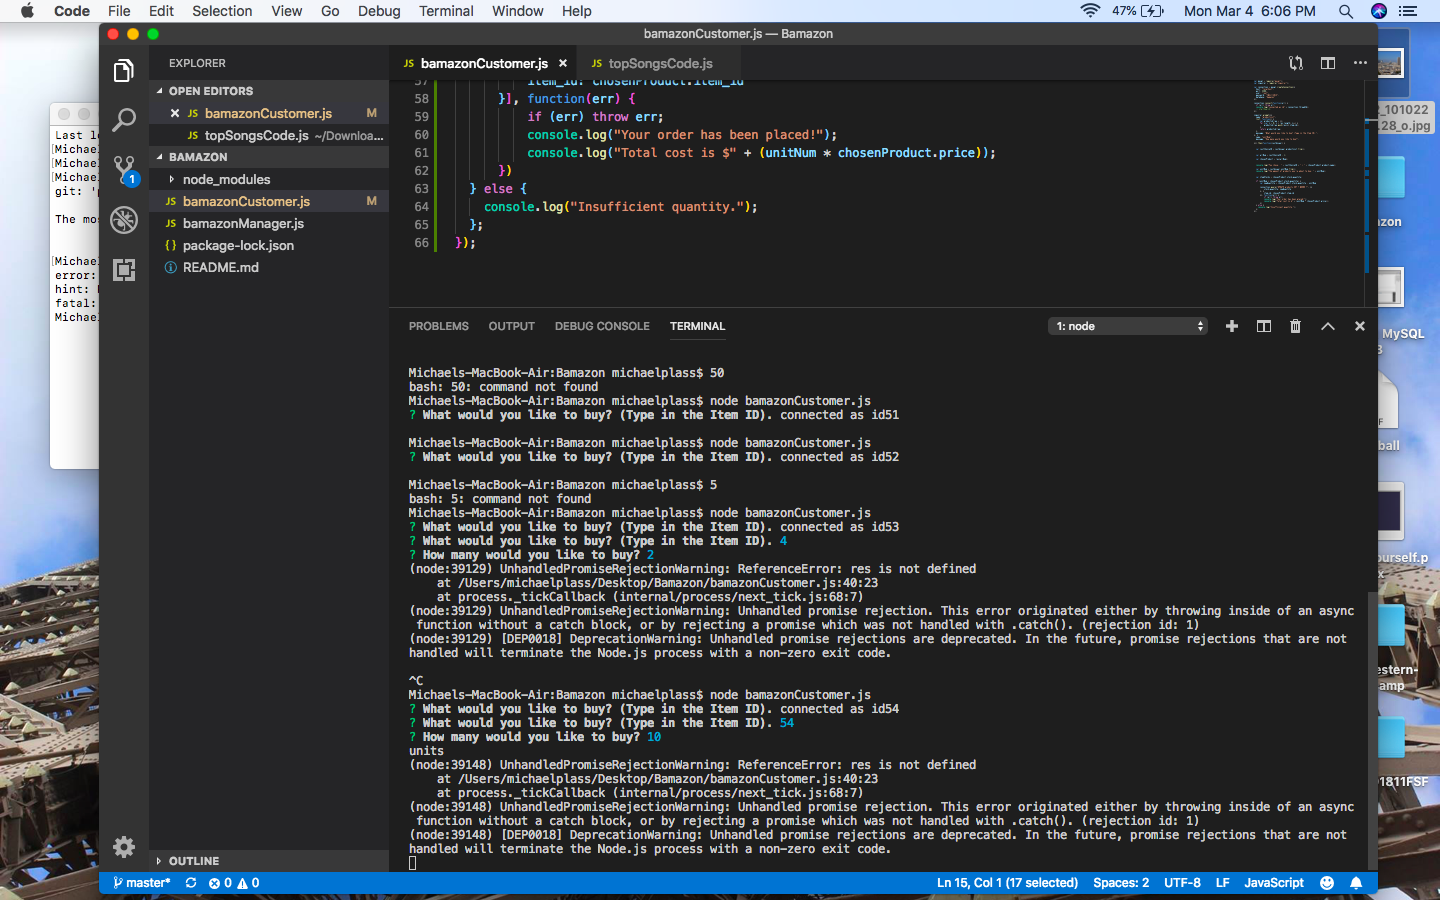 Code File Edit Selection View Go Debug Terminal Window Help 47% Mon Mar 4 6:06 PM
bamazonCustomer.js — Bamazon
EXPLORER
OPEN EDITORS
bamazonCustomer.js M
topSongsCode.js ~/Downloa...
BAMAZON
node_modules
JS bamazonCustomer.js M
JS bamazonManager.js
{} package-lock.json
README.md
OUTLINE
JS bamazonCustomer.js
JS topSongsCode.js
57 item_id: chosenProduct.item_id
58 }], function(err) {
59 if (err) throw err;
60 console.log("Your order has been placed!");
61 console.log("Total cost is $" + (unitNum * chosenProduct.price));
62 })
63 } else {
64 console.log("Insufficient quantity.");
65 };
66 });
PROBLEMS OUTPUT DEBUG CONSOLE TERMINAL 1: node
Michaels-MacBook-Air:Bamazon michaelplass$ 50
bash: 50: command not found
Michaels-MacBook-Air:Bamazon michaelplass$ node bamazonCustomer.js
? What would you like to buy? (Type in the Item ID). connected as id51
Michaels-MacBook-Air:Bamazon michaelplass$ node bamazonCustomer.js
? What would you like to buy? (Type in the Item ID). connected as id52
Michaels-MacBook-Air:Bamazon michaelplass$ 5
bash: 5: command not found
Michaels-MacBook-Air:Bamazon michaelplass$ node bamazonCustomer.js
? What would you like to buy? (Type in the Item ID). connected as id53
? What would you like to buy? (Type in the Item ID). 4
? How many would you like to buy? 2
(node:39129) UnhandledPromiseRejectionWarning: ReferenceError: res is not defined
at /Users/michaelplass/Desktop/Bamazon/bamazonCustomer.js:40:23
at process._tickCallback (internal/process/next_tick.js:68:7)
(node:39129) UnhandledPromiseRejectionWarning: Unhandled promise rejection. This error originated either by throwing inside of an async
function without a catch block, or by rejecting a promise which was not handled with .catch(). (rejection id: 1)
(node:39129) [DEP0018] DeprecationWarning: Unhandled promise rejections are deprecated. In the future, promise rejections that are not
handled will terminate the Node.js process with a non-zero exit code.
^C
Michaels-MacBook-Air:Bamazon michaelplass$ node bamazonCustomer.js
? What would you like to buy? (Type in the Item ID). connected as id54
? What would you like to buy? (Type in the Item ID). 54
? How many would you like to buy? 10
units
(node:39148) UnhandledPromiseRejectionWarning: ReferenceError: res is not defined
at /Users/michaelplass/Desktop/Bamazon/bamazonCustomer.js:40:23
at process._tickCallback (internal/process/next_tick.js:68:7)
(node:39148) UnhandledPromiseRejectionWarning: Unhandled promise rejection. This error originated either by throwing inside of an async
function without a catch block, or by rejecting a promise which was not handled with .catch(). (rejection id: 1)
(node:39148) [DEP0018] DeprecationWarning: Unhandled promise rejections are deprecated. In the future, promise rejections that are not
handled will terminate the Node.js process with a non-zero exit code.
master* 0 0 Ln 15, Col 1 (17 selected) Spaces: 2 UTF-8 LF JavaScript
Last lo
[Michael
[Michael
[Michael
git: 'p
The mos
[Michael
error:
hint:
fatal:
Michael
_101022
28_o.jpg
zon
MySQL
ball
ourself.p
x
estern-
amp
1811FSF